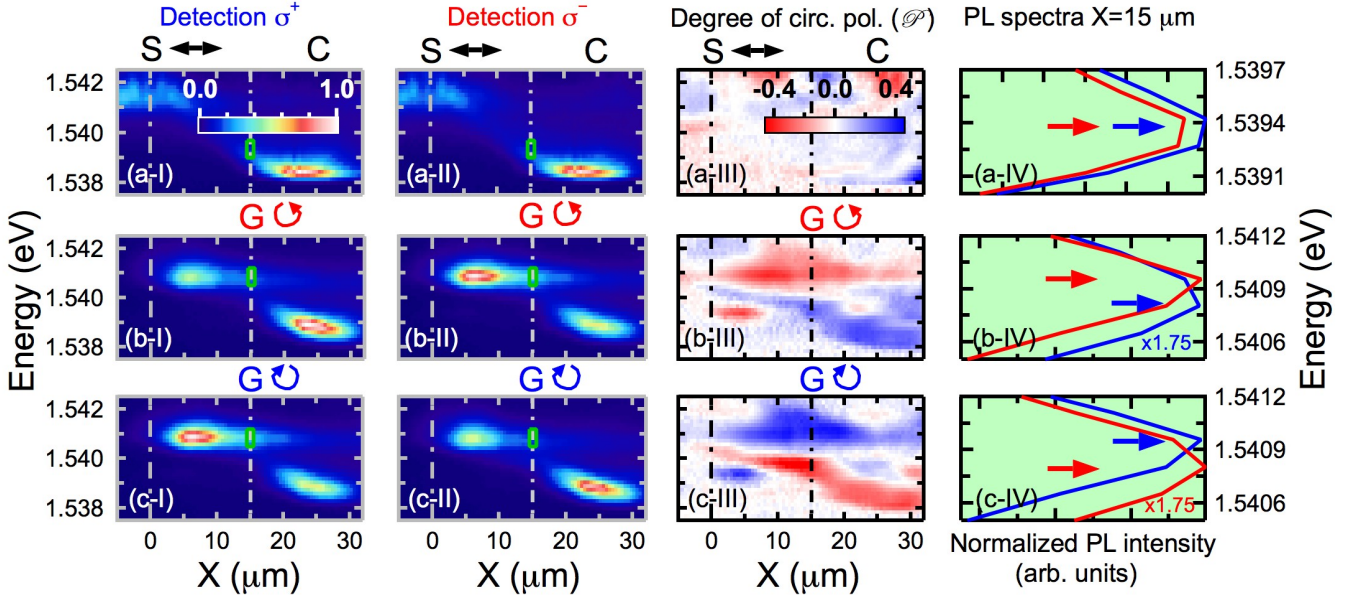 Detection σ⁺ Detection σ⁻ Degree of circ. pol. (𝒫) PL spectra X=15 μm
S C S C S C
1.542 0.0 1.0 -0.4 0.0 0.4 1.5397
1.540 1.5394
1.538 (a-I) (a-II) (a-III) (a-IV) 1.5391
G G G
1.542 1.5412
1.540 1.5409
1.538 (b-I) (b-II) (b-III) (b-IV) x1.75 1.5406
G G G
1.542 1.5412
1.540 1.5409
1.538 (c-I) (c-II) (c-III) (c-IV) x1.75 1.5406
Energy (eV) Energy (eV)
0 10 20 30 0 10 20 30 0 10 20 30 Normalized PL intensity
X (μm) X (μm) X (μm) (arb. units)